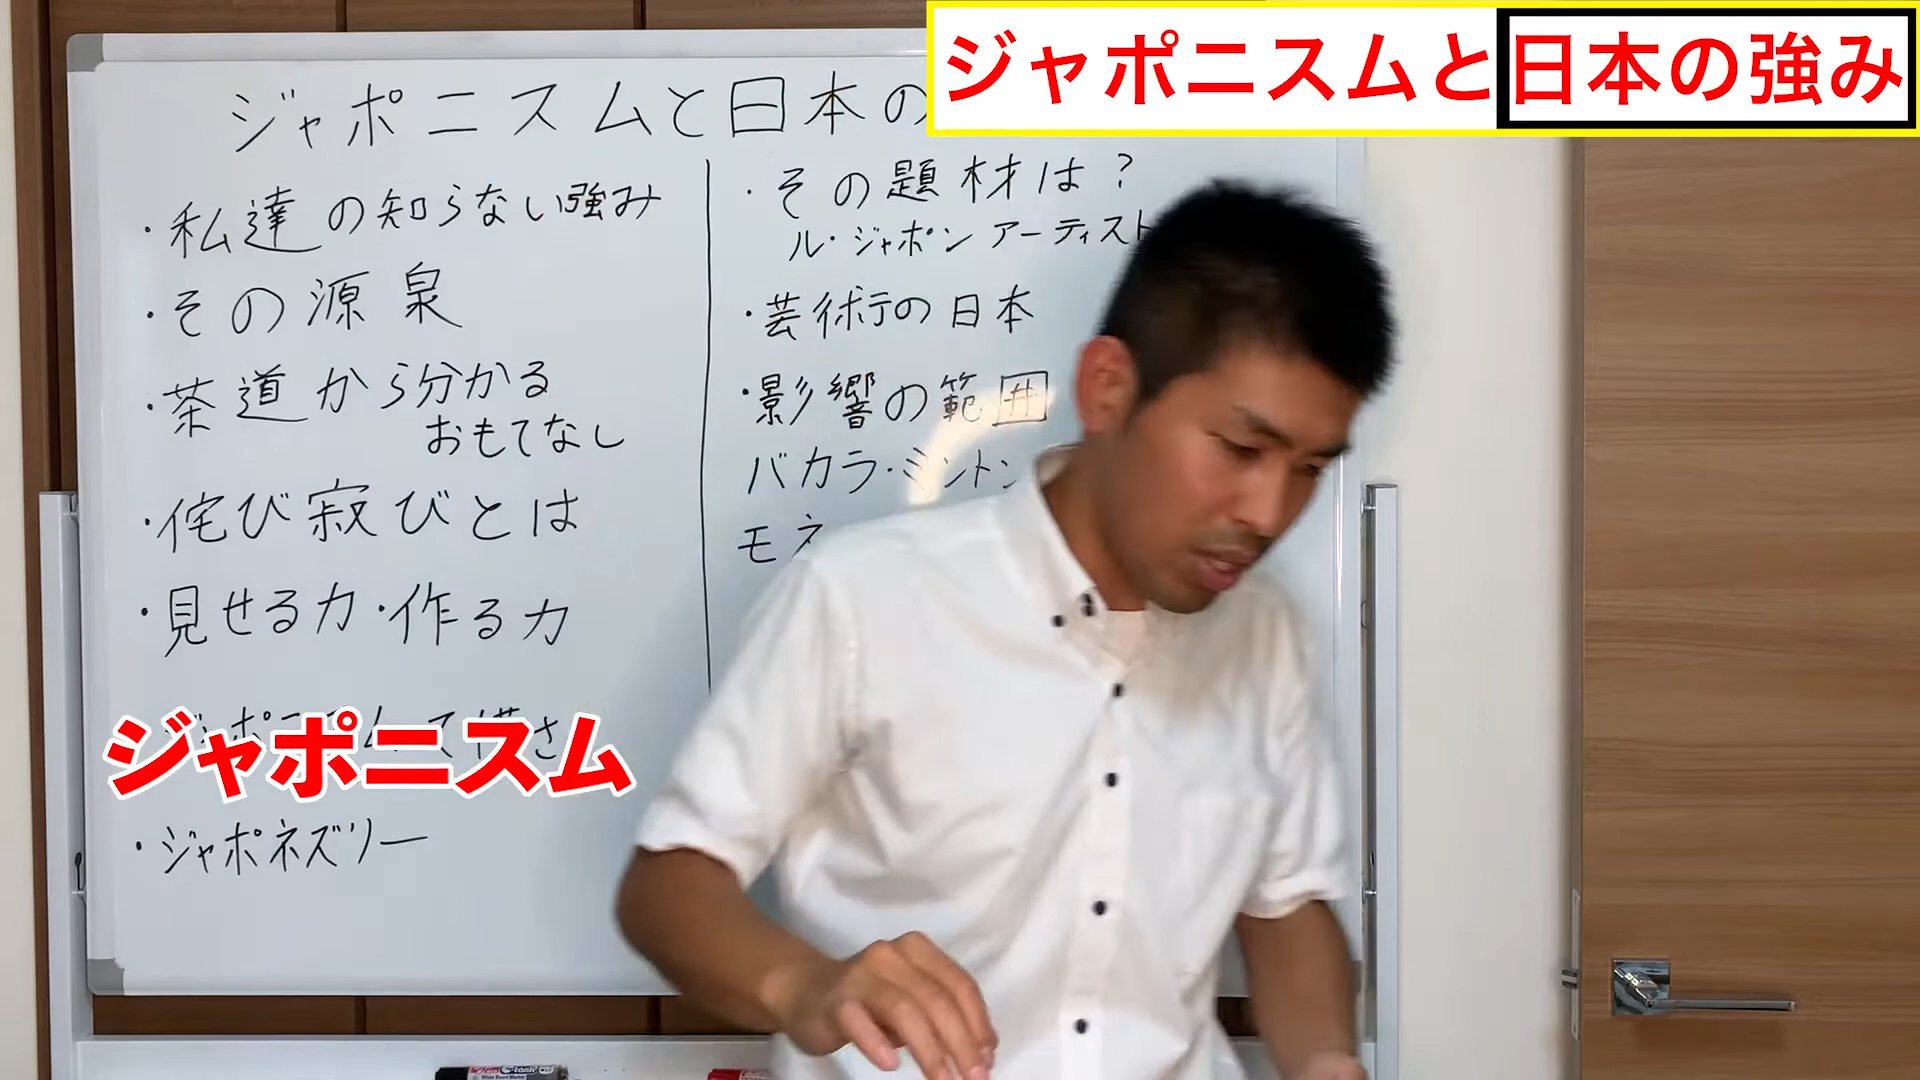 ジャポニスムと日本の強み
ジャポニスムと日本の
・私達の知らない強み
・その源泉
・茶道から分かる
おもてなし
・侘び寂びとは
・見せる力・作る力
ジャポニスム
・ジャポネズリー
・その題材は?
ル・ジャポンアーティスト
・芸術の日本
・影響の範囲
バカラ・ミントン
モネ